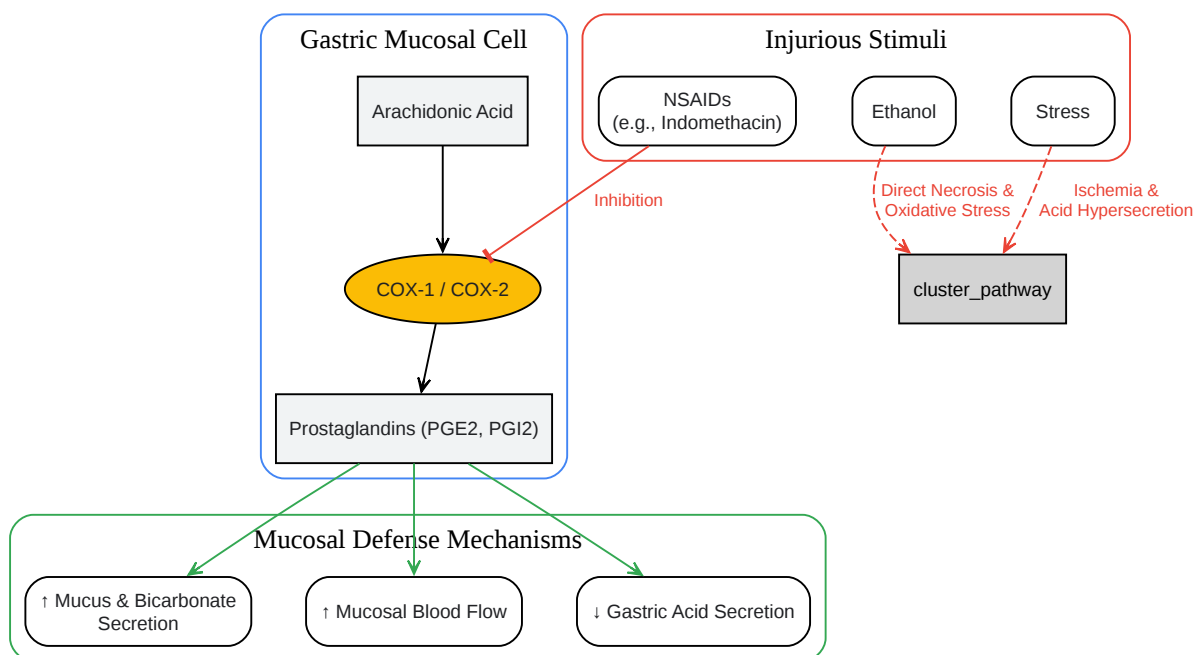 Gastric Mucosal Cell
Injurious Stimuli
Arachidonic Acid
NSAIDs
(e.g., Indomethacin)
Ethanol
Stress
Inhibition
Direct Necrosis &
Oxidative Stress
Ischemia &
Acid Hypersecretion
COX-1 / COX-2
cluster_pathway
Prostaglandins (PGE2, PGI2)
Mucosal Defense Mechanisms
↑ Mucus & Bicarbonate
Secretion
↑ Mucosal Blood Flow
↓ Gastric Acid Secretion